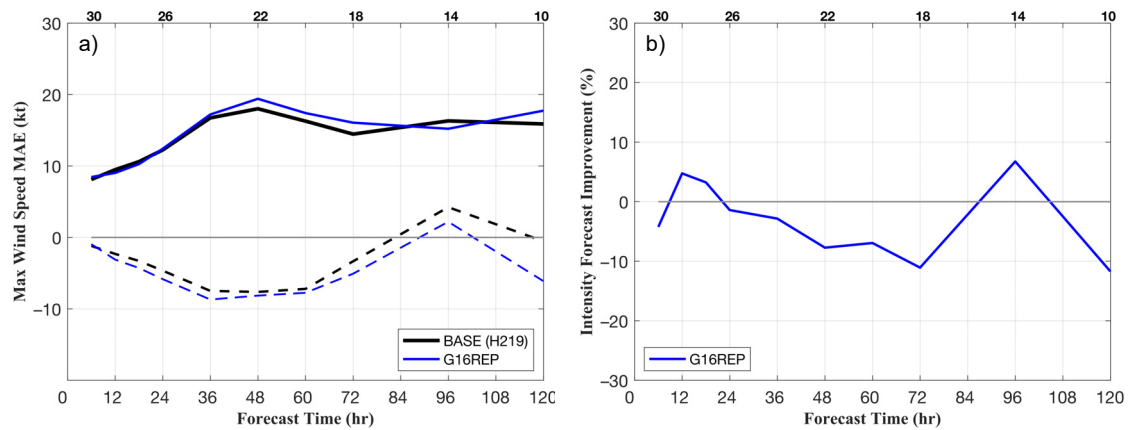 30 26 22 18 14 10
a)
Max Wind Speed MAE (kt)
30
20
10
0
−10
BASE (H219)
G16REP
0 12 24 36 48 60 72 84 96 108 120
Forecast Time (hr)
30 26 22 18 14 10
b)
Intensity Forecast Improvement (%)
30
20
10
0
−10
−20
−30
G16REP
0 12 24 36 48 60 72 84 96 108 120
Forecast Time (hr)